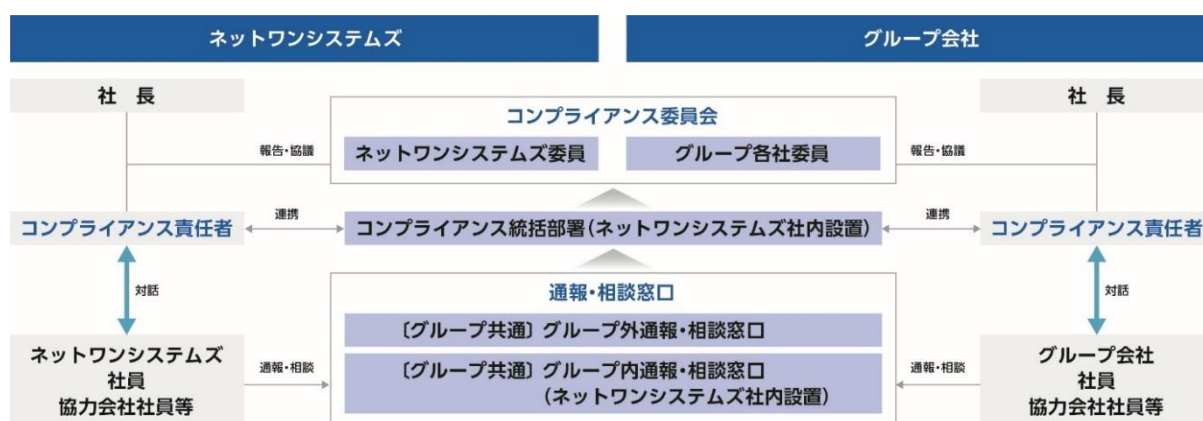 ネットワンシステムズ
グループ会社
社　長
社　長
コンプライアンス委員会
報告・協議
ネットワンシステムズ委員
グループ各社委員
報告・協議
コンプライアンス責任者
連携
コンプライアンス統括部署（ネットワンシステムズ社内設置）
連携
コンプライアンス責任者
対話
通報・相談窓口
対話
〔グループ共通〕グループ外通報・相談窓口
ネットワンシステムズ
社員
協力会社社員等
通報・相談
〔グループ共通〕グループ内通報・相談窓口
（ネットワンシステムズ社内設置）
通報・相談
グループ会社
社員
協力会社社員等